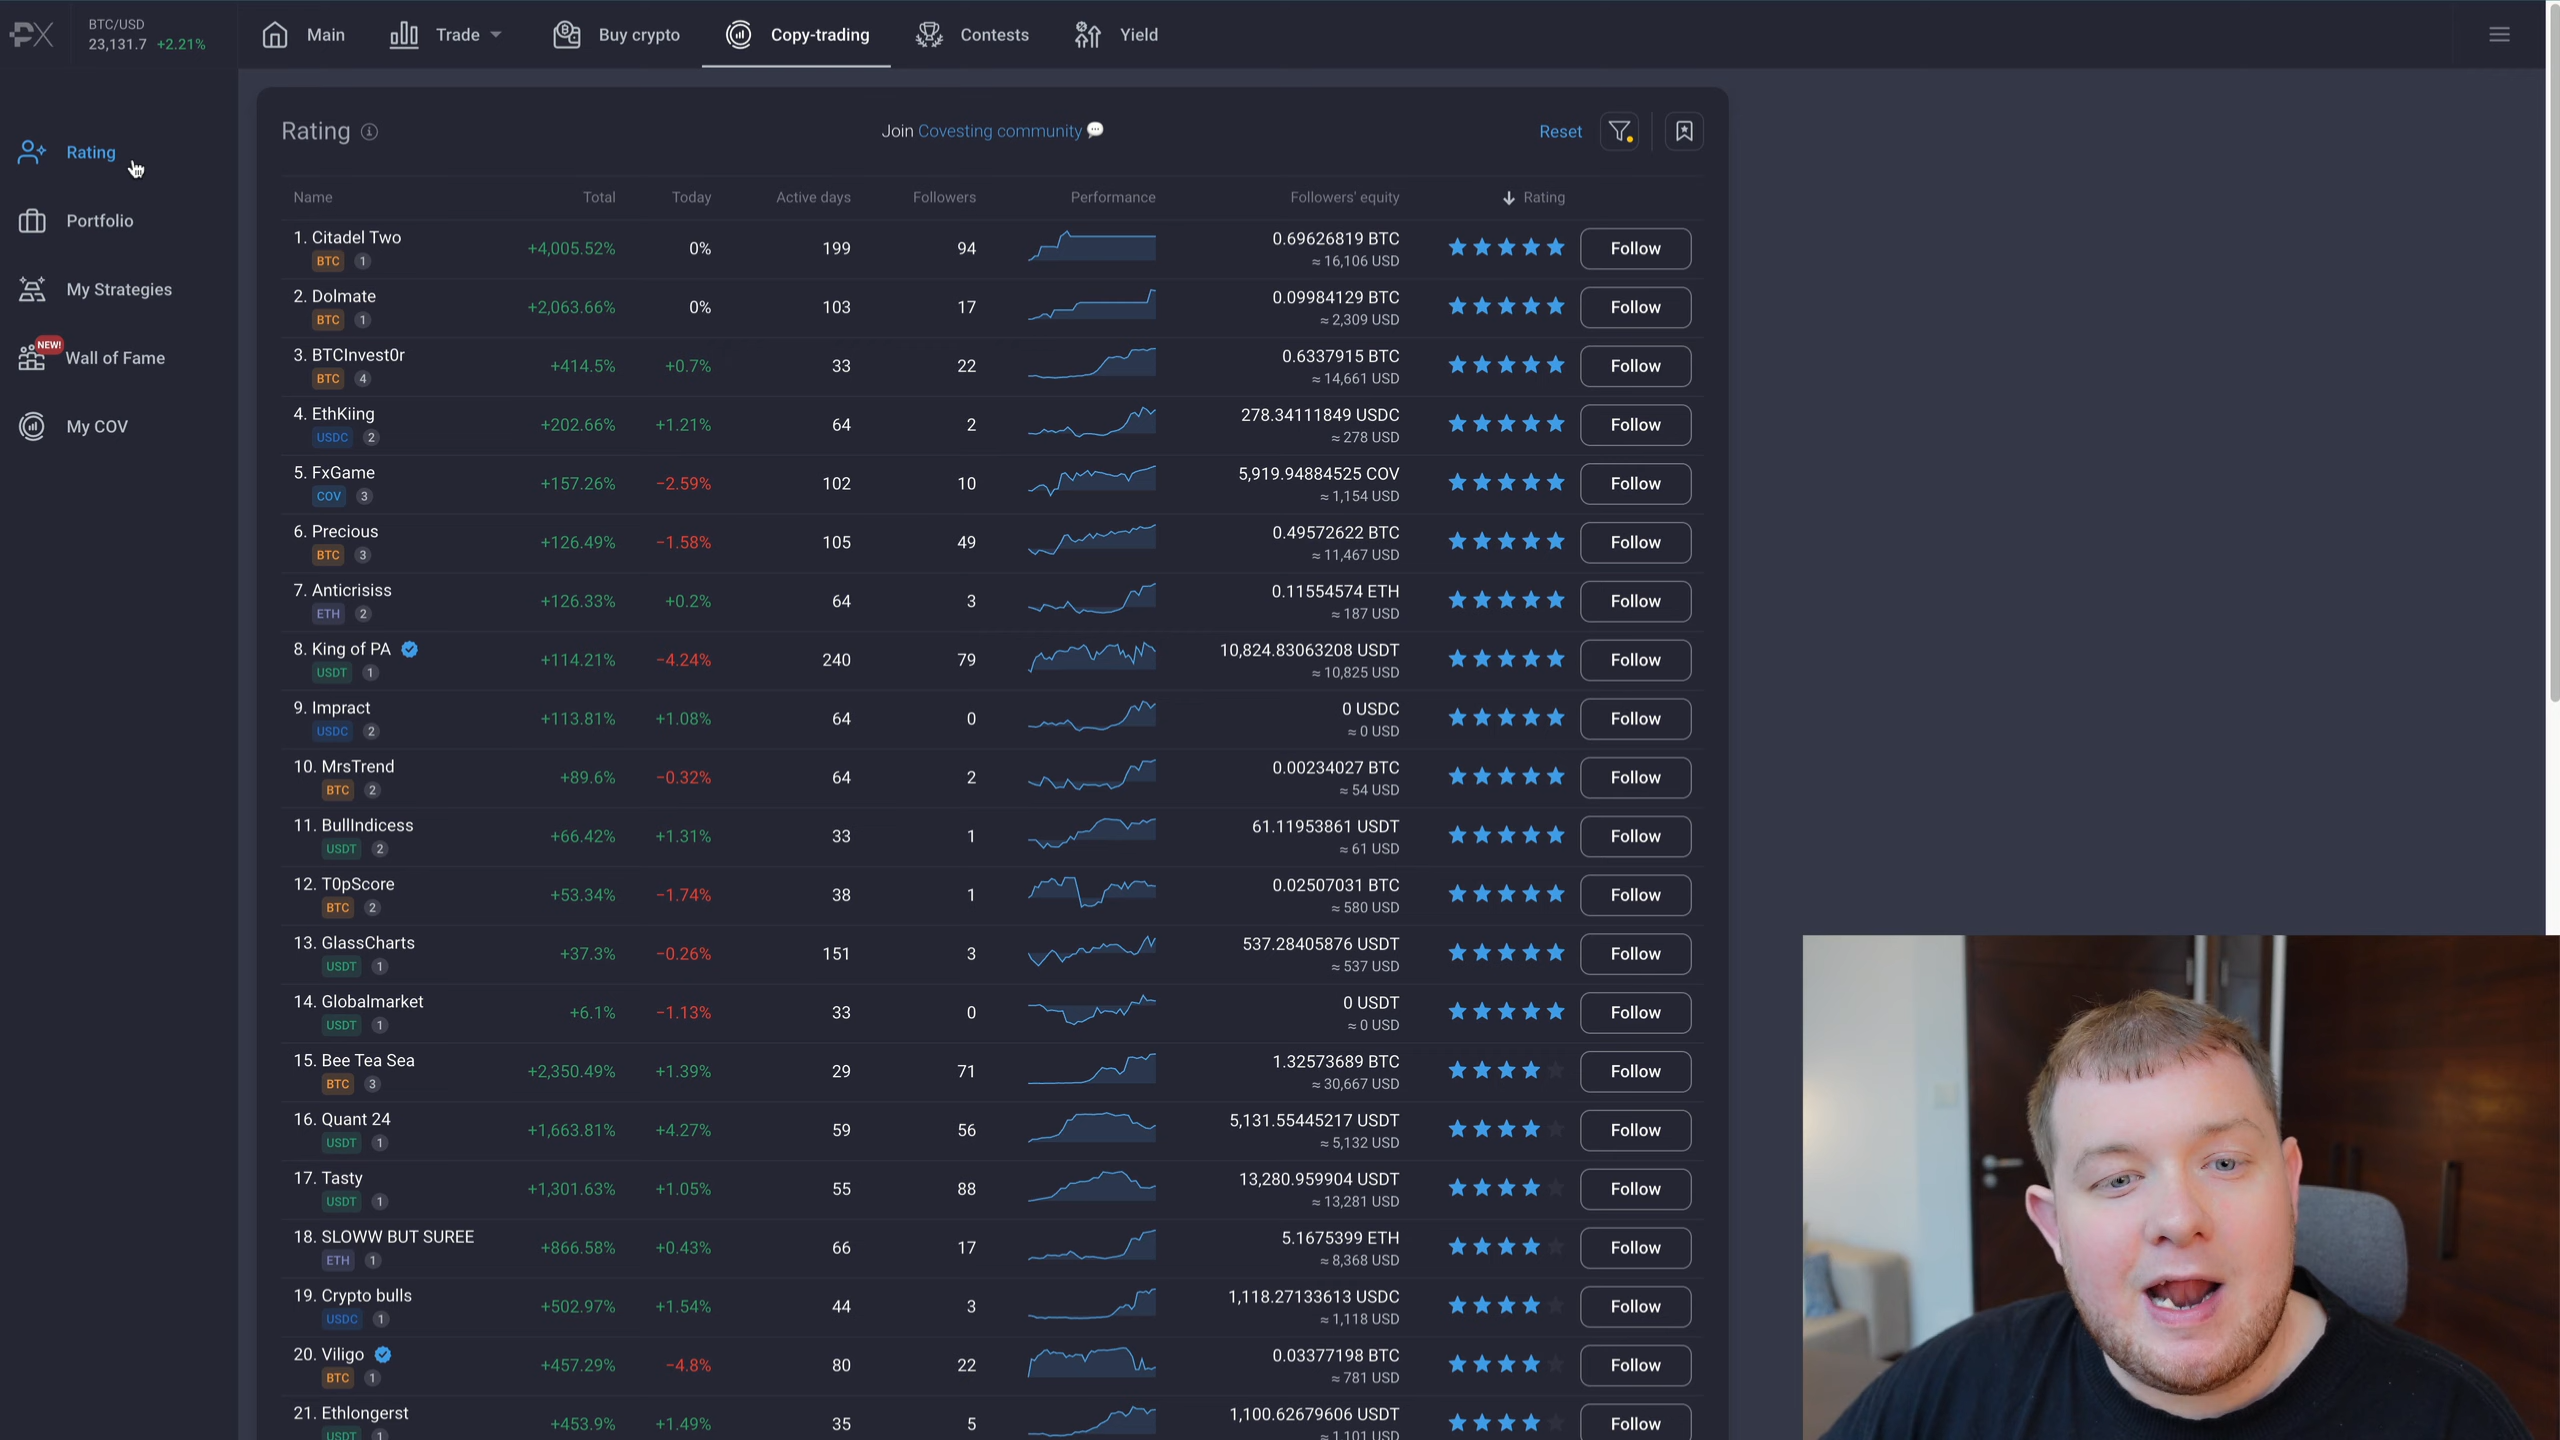 PX
BTC/USD
23,131.7 +2.21%
Main
Trade
Buy crypto
Copy-trading
Contests
Yield
Rating
Portfolio
My Strategies
NEW!
Wall of Fame
My COV
Rating
Join Covesting community
Reset
Name Total Today Active days Followers Performance Followers' equity Rating
1. Citadel Two +4,005.52% 0% 199 94 0.69626819 BTC Follow
BTC 1 ≈ 16,106 USD
2. Dolmate +2,063.66% 0% 103 17 0.09984129 BTC Follow
BTC 1 ≈ 2,309 USD
3. BTCInvest0r +414.5% +0.7% 33 22 0.6337915 BTC Follow
BTC 4 ≈ 14,661 USD
4. EthKiing +202.66% +1.21% 64 2 278.34111849 USDC Follow
USDC 2 ≈ 278 USD
5. FxGame +157.26% −2.59% 102 10 5,919.94884525 COV Follow
COV 3 ≈ 1,154 USD
6. Precious +126.49% −1.58% 105 49 0.49572622 BTC Follow
BTC 3 ≈ 11,467 USD
7. Anticrisiss +126.33% +0.2% 64 3 0.11554574 ETH Follow
ETH 2 ≈ 187 USD
8. King of PA +114.21% −4.24% 240 79 10,824.83063208 USDT Follow
USDT 1 ≈ 10,825 USD
9. Impract +113.81% +1.08% 64 0 0 USDC Follow
USDC 2 ≈ 0 USD
10. MrsTrend +89.6% −0.32% 64 2 0.00234027 BTC Follow
BTC 2 ≈ 54 USD
11. BullIndicess +66.42% +1.31% 33 1 61.11953861 USDT Follow
USDT 2 ≈ 61 USD
12. T0pScore +53.34% −1.74% 38 1 0.02507031 BTC Follow
BTC 2 ≈ 580 USD
13. GlassCharts +37.3% −0.26% 151 3 537.28405876 USDT Follow
USDT 1 ≈ 537 USD
14. Globalmarket +6.1% −1.13% 33 0 0 USDT Follow
USDT 1 ≈ 0 USD
15. Bee Tea Sea +2,350.49% +1.39% 29 71 1.32573689 BTC Follow
BTC 3 ≈ 30,667 USD
16. Quant 24 +1,663.81% +4.27% 59 56 5,131.55445217 USDT Follow
USDT 1 ≈ 5,132 USD
17. Tasty +1,301.63% +1.05% 55 88 13,280.959904 USDT Follow
USDT 1 ≈ 13,281 USD
18. SLOWW BUT SUREE +866.58% +0.43% 66 17 5.1675399 ETH Follow
ETH 1 ≈ 8,368 USD
19. Crypto bulls +502.97% +1.54% 44 3 1,118.27133613 USDC Follow
USDC 1 ≈ 1,118 USD
20. Viligo +457.29% −4.8% 80 22 0.03377198 BTC Follow
BTC 1 ≈ 781 USD
21. Ethlongerst +453.9% +1.49% 35 5 1,100.62679606 USDT Follow
USDT 1 ≈ 1,101 USD